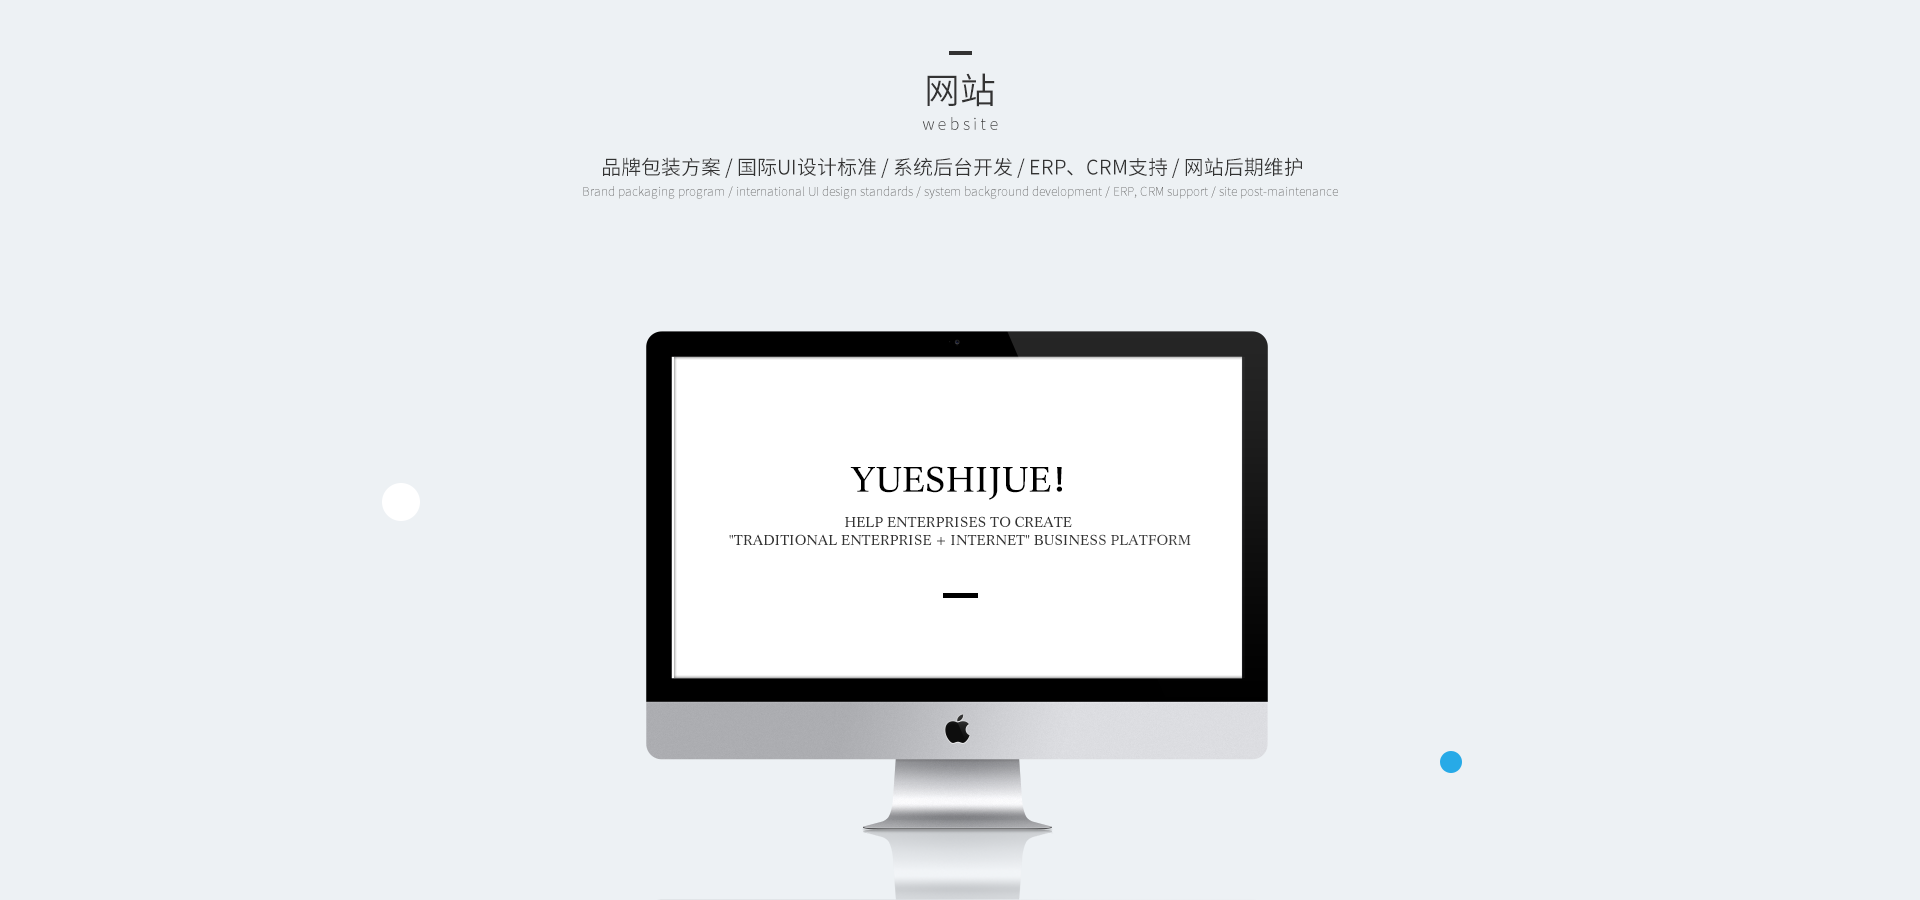 网站
website
品牌包装方案 / 国际UI设计标准 / 系统后台开发 / ERP、CRM支持 / 网站后期维护
Brand packaging program / international UI design standards / system background development / ERP, CRM support / site post-maintenance
YUESHIJUE!
HELP ENTERPRISES TO CREATE
"TRADITIONAL ENTERPRISE + INTERNET" BUSINESS PLATFORM